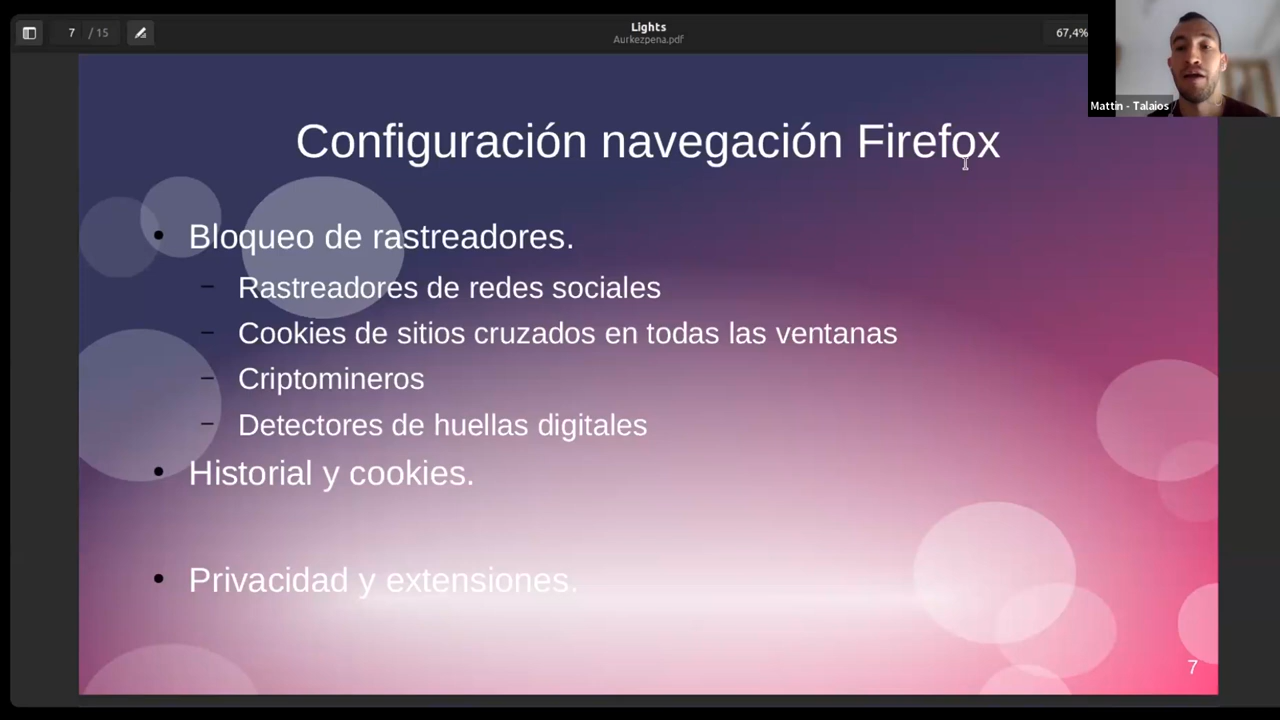 7 / 15
Lights
Aurkezpena.pdf
67,4%
Mattin - Talaios
Configuración navegación Firefox
• Bloqueo de rastreadores.
– Rastreadores de redes sociales
– Cookies de sitios cruzados en todas las ventanas
– Criptomineros
– Detectores de huellas digitales
• Historial y cookies.
• Privacidad y extensiones.
7